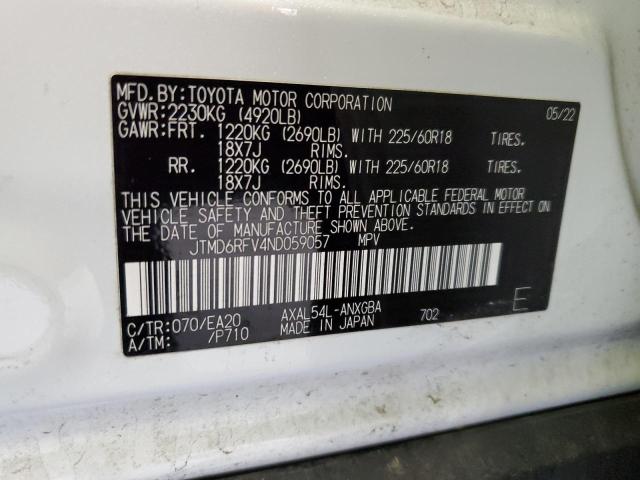 MFD.BY:TOYOTA MOTOR CORPORATION 05/22
GVWR:2230KG (4920LB)
GAWR:FRT. 1220KG (2690LB) WITH 225/60R18 TIRES.
18X7J RIMS.
RR. 1220KG (2690LB) WITH 225/60R18 TIRES.
18X7J RIMS.
THIS VEHICLE CONFORMS TO ALL APPLICABLE FEDERAL MOTOR
VEHICLE SAFETY AND THEFT PREVENTION STANDARDS IN EFFECT ON
THE DATE OF MANUFACTURE SHOWN ABOVE.
JTMD6RFV4ND059057 MPV
C/TR:070/EA20 AXAL54L-ANXGBA 702 E
A/TM: /P710 MADE IN JAPAN